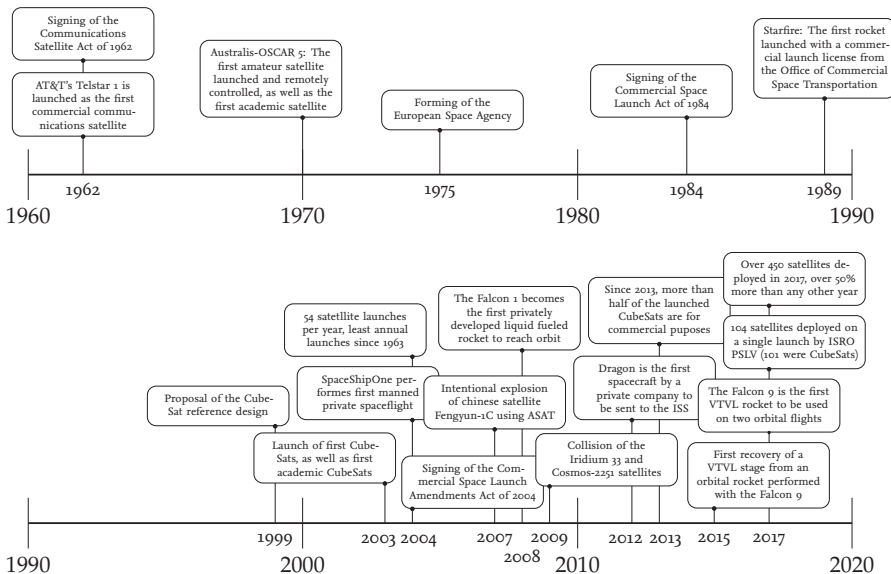 Signing of the
Communications
Satellite Act of 1962
AT&T's Telstar 1 is
launched as the first
commercial commu-
nications satellite
Australis-OSCAR 5: The
first amateur satellite
launched and remotely
controlled, as well as
the first academic satellite
Forming of the
European Space Agency
Signing of the
Commercial Space
Launch Act of 1984
Starfire: The first rocket
launched with a commer-
cial launch license from
the Office of Commercial
Space Transportation
1962
1975
1984
1989
1960
1970
1980
1990
Over 450 satellites de-
ployed in 2017, over 50%
more than any other year
Since 2013, more than
half of the launched
CubeSats are for
commercial puposes
The Falcon 1 becomes
the first privately
developed liquid fueled
rocket to reach orbit
54 satetllite launches
per year, least annual
launches since 1963
104 satellites deployed on
a single launch by ISRO
PSLV (101 were CubeSats)
Dragon is the first
spacecraft by a
private company to
be sent to the ISS
SpaceShipOne per-
formes first manned
private spaceflight
Intentional explosion
of chinese satellite
Fengyun-1C using ASAT
Proposal of the Cube-
Sat reference design
The Falcon 9 is the first
VTVL rocket to be used
on two orbital flights
Launch of first Cube-
Sats, as well as first
academic CubeSats
Collision of the
Iridium 33 and
Cosmos-2251 satellites
Signing of the Com-
mercial Space Launch
Amendments Act of 2004
First recovery of a
VTVL stage from an
orbital rocket performed
with the Falcon 9
1999
2003
2004
2007
2008
2009
2012
2013
2015
2017
1990
2000
2010
2020